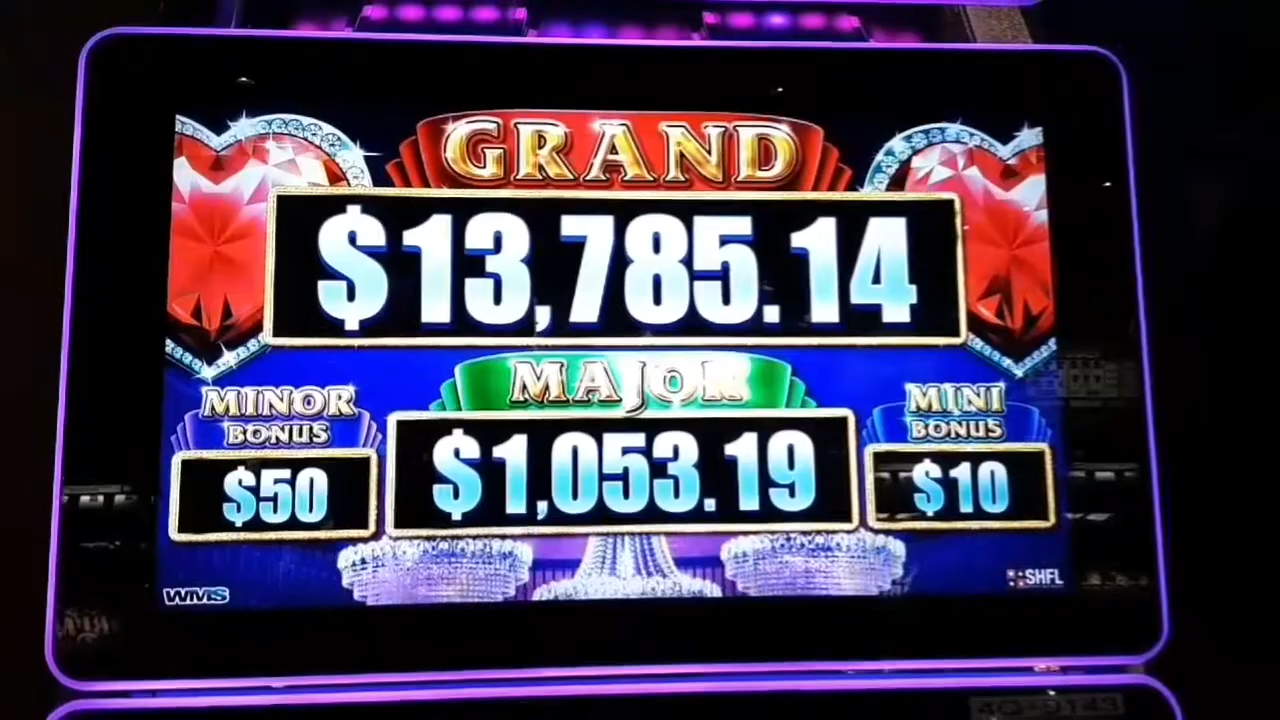 GRAND
$13,785.14
MAJOR
$1,053.19
MINOR
BONUS
$50
MINI
BONUS
$10
WMS
SHFL